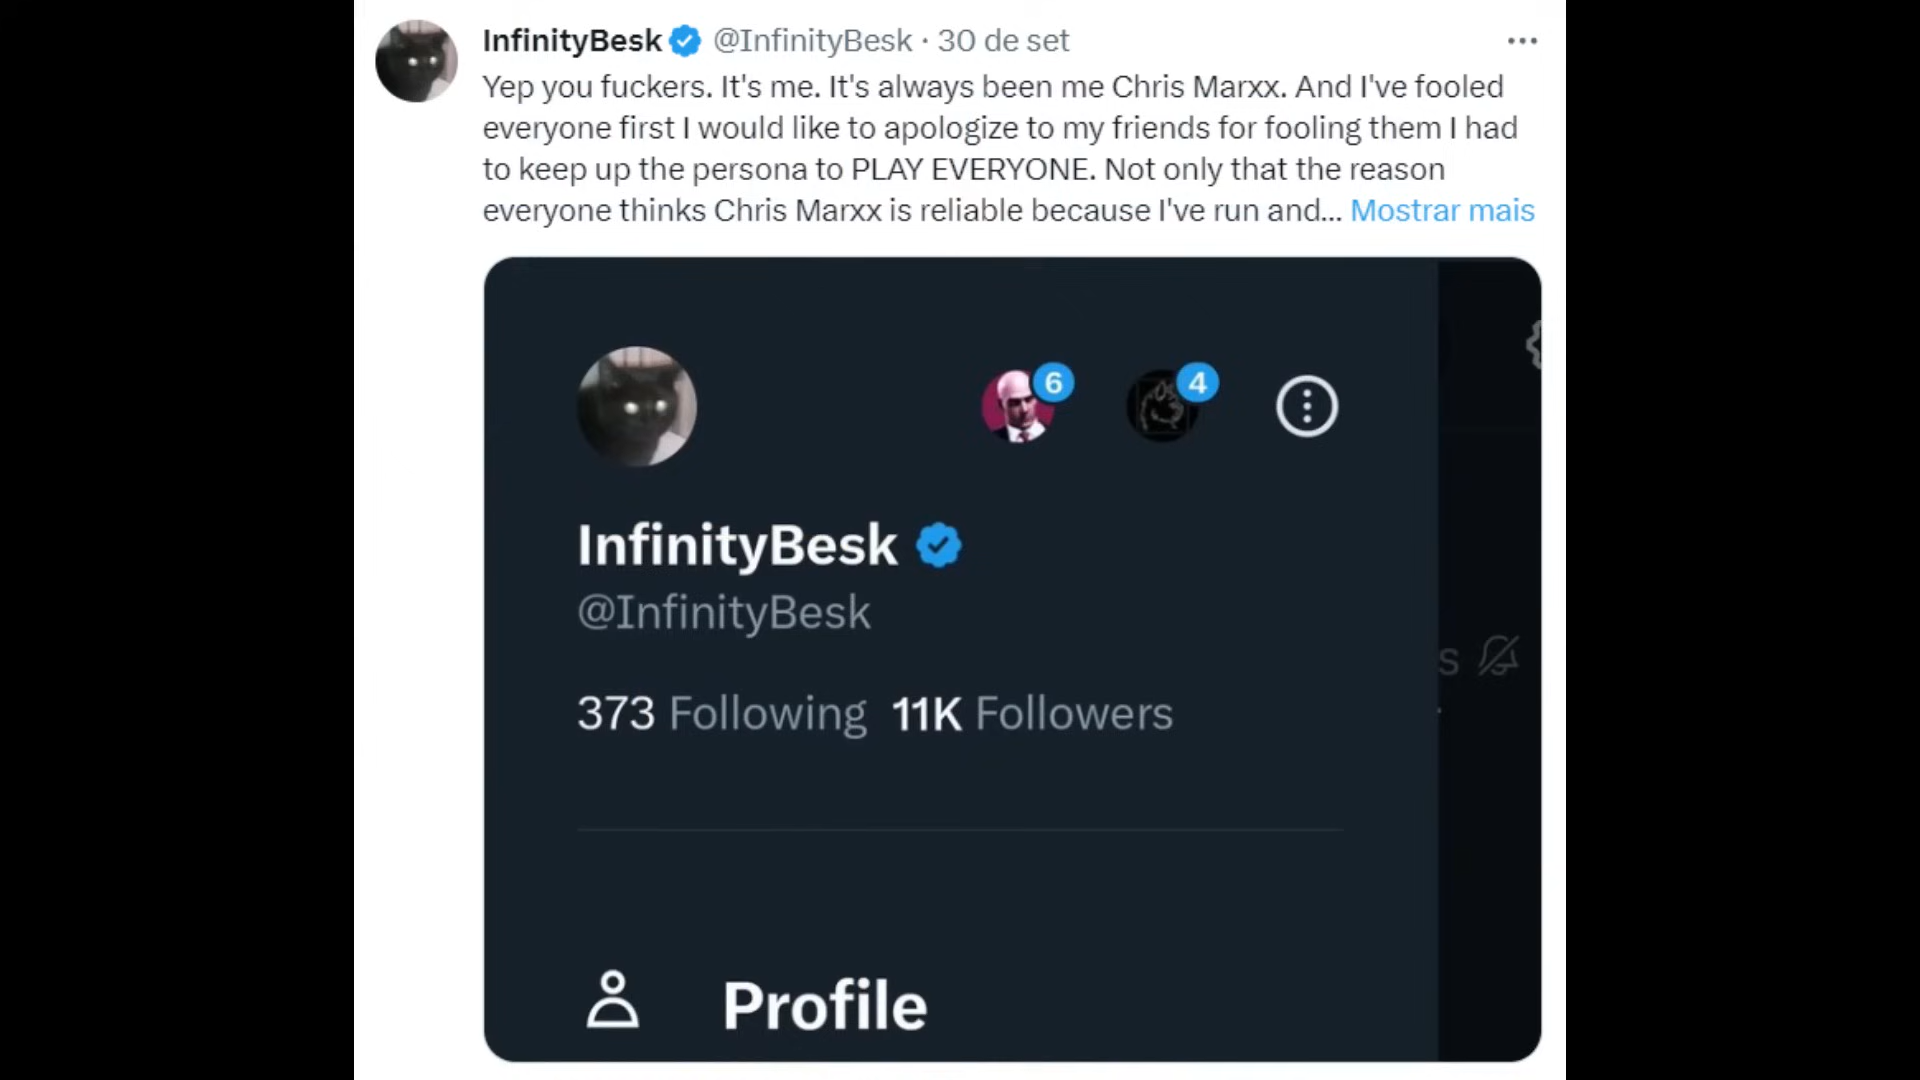 InfinityBesk @InfinityBesk · 30 de set
Yep you fuckers. It's me. It's always been me Chris Marxx. And I've fooled
everyone first I would like to apologize to my friends for fooling them I had
to keep up the persona to PLAY EVERYONE. Not only that the reason
everyone thinks Chris Marxx is reliable because I've run and... Mostrar mais
6 4
InfinityBesk
@InfinityBesk
s
373 Following 11K Followers
Profile